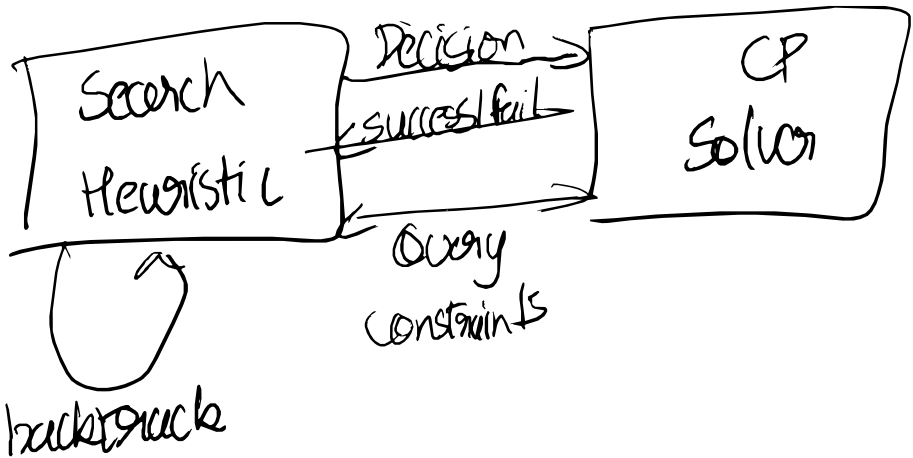 Search
Heuristic
Decision
success/fail
CP
Solver
Query
constraints
backtrack